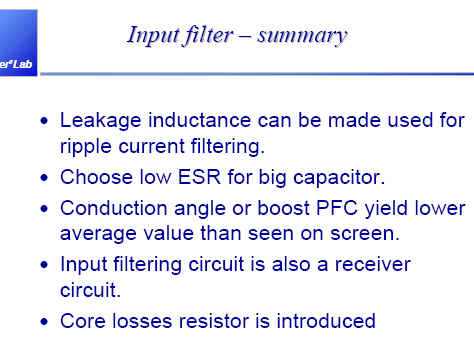 Input filter – summary
er' Lab
• Leakage inductance can be made used for
ripple current filtering.
• Choose low ESR for big capacitor.
• Conduction angle or boost PFC yield lower
average value than seen on screen.
• Input filtering circuit is also a receiver
circuit.
• Core losses resistor is introduced